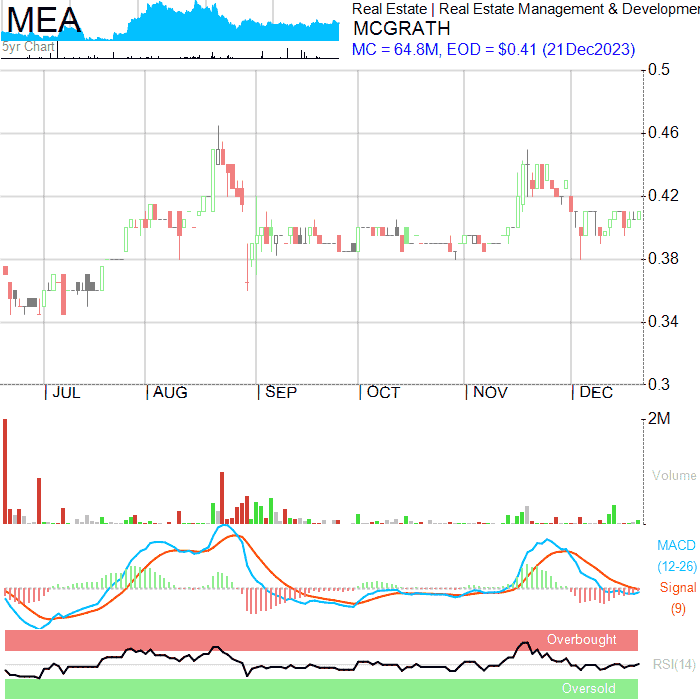 MEA
5yr Chart
Real Estate | Real Estate Management & Developmen
MCGRATH
MC = 64.8M, EOD = $0.41 (21Dec2023)
0.5
0.46
0.42
0.38
0.34
0.3
JUL AUG SEP OCT NOV DEC
2M
Volume
MACD
(12-26)
Signal
(9)
Overbought
RSI(14)
Oversold